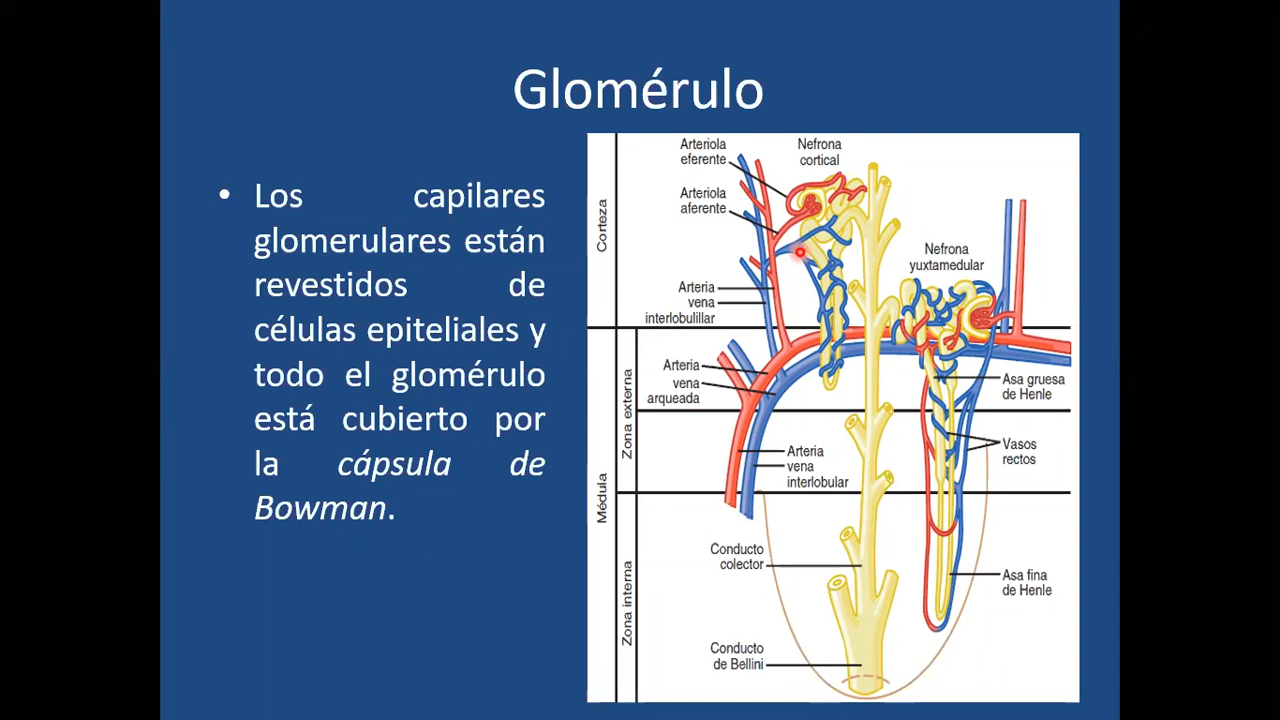 Glomérulo
• Los capilares
glomerulares están
revestidos de
células epiteliales y
todo el glomérulo
está cubierto por
la cápsula de
Bowman.
Arteriola
eferente
Nefrona
cortical
Arteriola
aferente
Corteza
Nefrona
yuxtamedular
Arteria
vena
interlobulillar
Arteria
vena
arqueada
Zona externa
Asa gruesa
de Henle
Arteria
vena
interlobular
Vasos
rectos
Médula
Conducto
colector
Zona interna
Asa fina
de Henle
Conducto
de Bellini